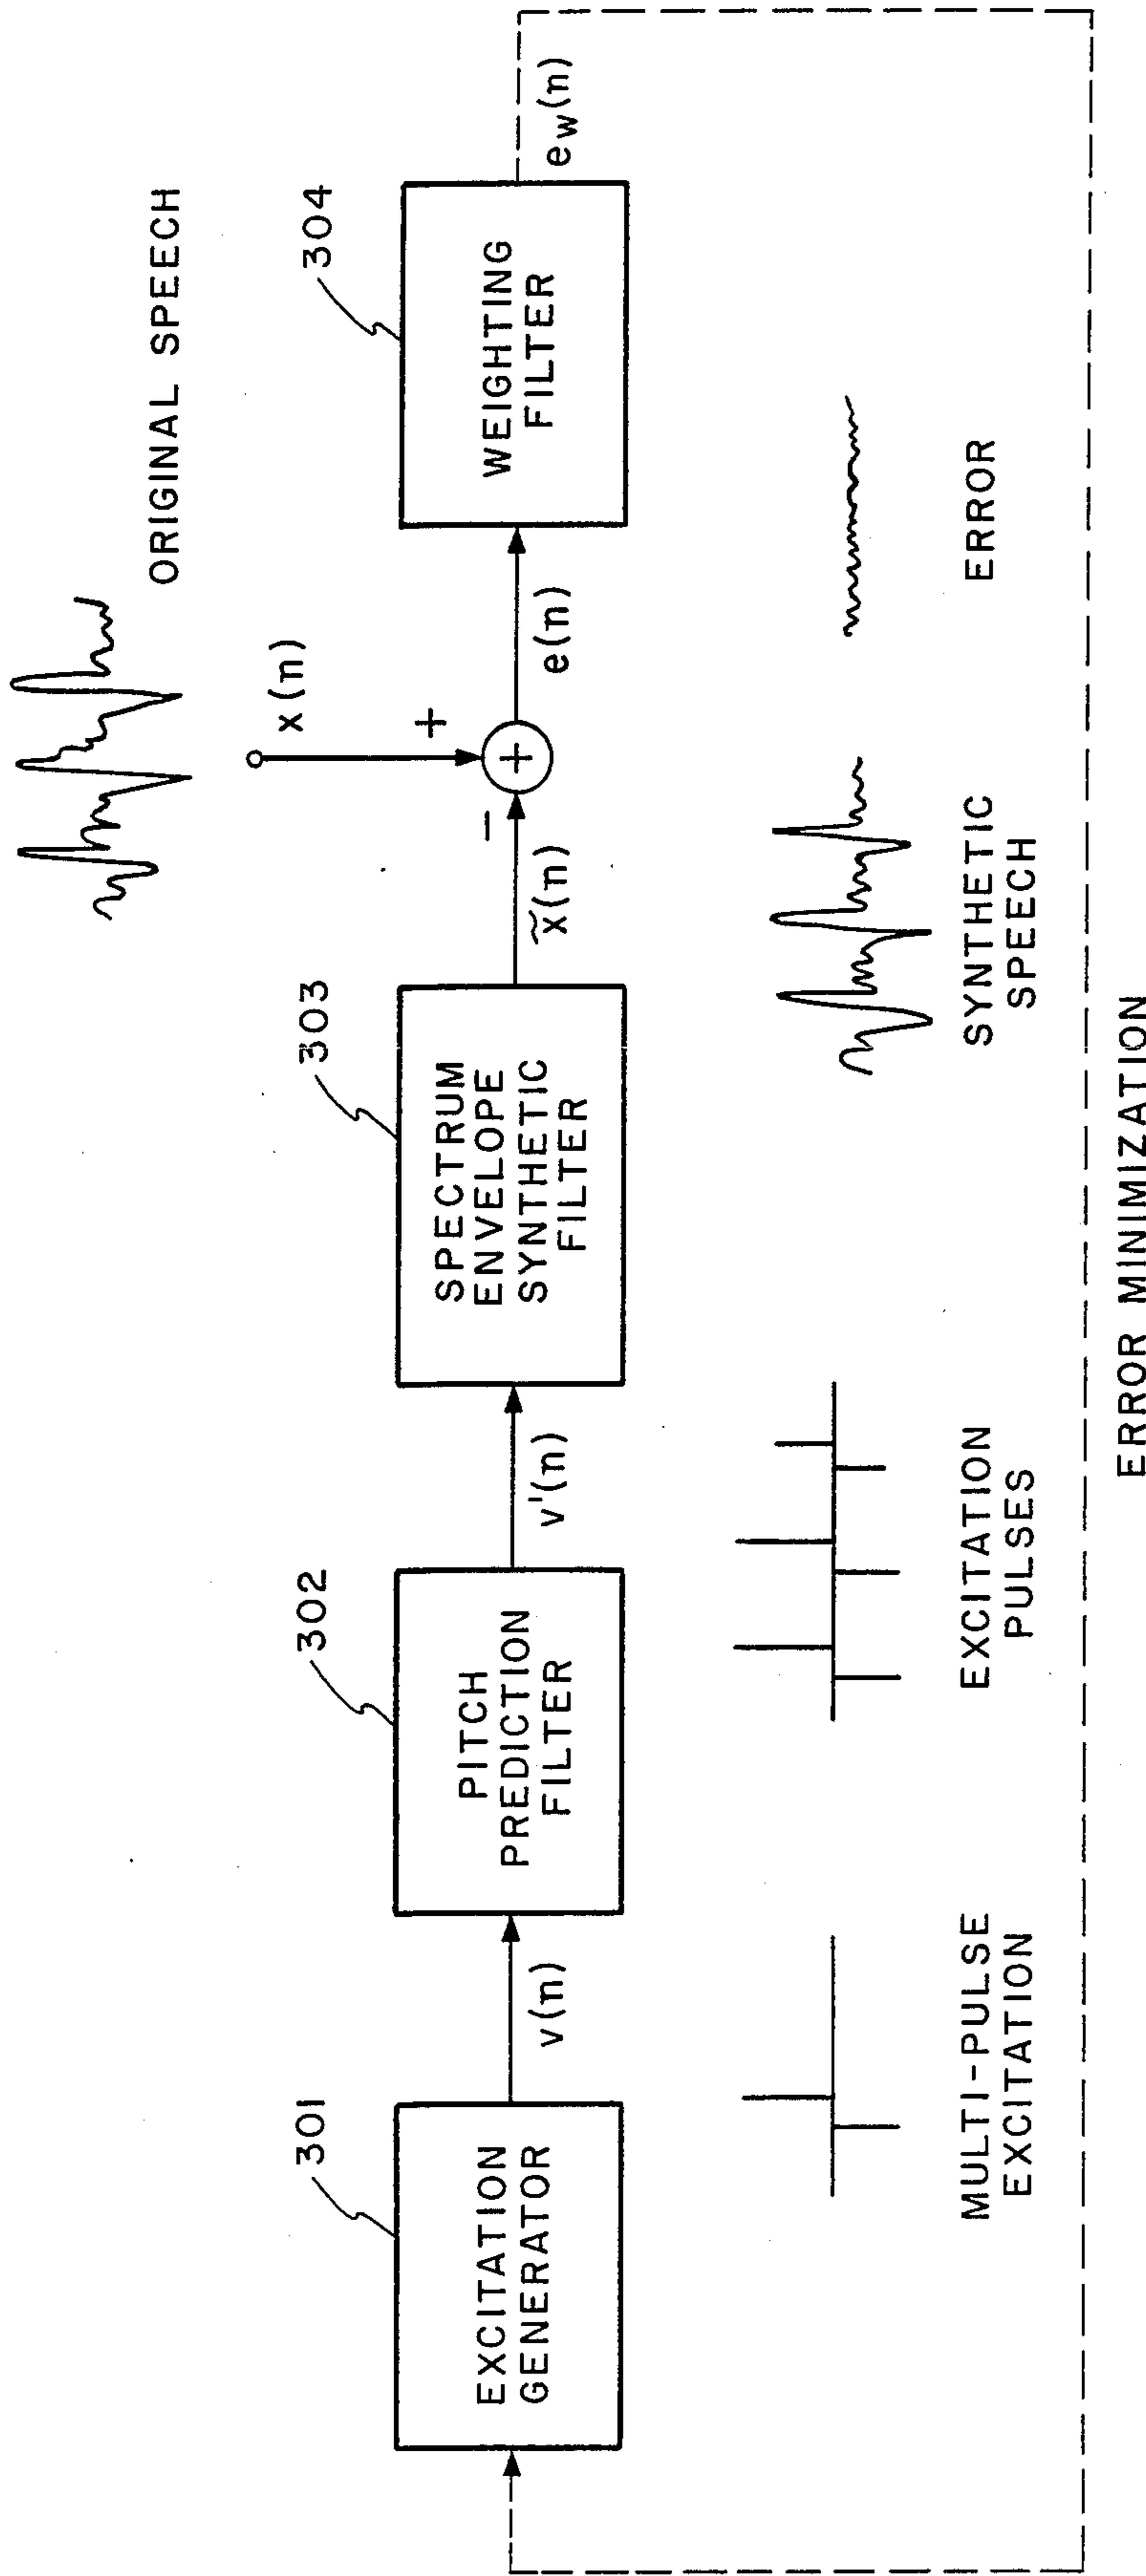 ORIGINAL SPEECH
x(n)
301
302
303
304
EXCITATION
GENERATOR
PITCH
PREDICTION
FILTER
SPECTRUM
ENVELOPE
SYNTHETIC
FILTER
WEIGHTING
FILTER
+
-
+
v(n)
v'(n)
x̃(n)
e(n)
ew(n)
MULTI-PULSE
EXCITATION
EXCITATION
PULSES
SYNTHETIC
SPEECH
ERROR
ERROR MINIMIZATION